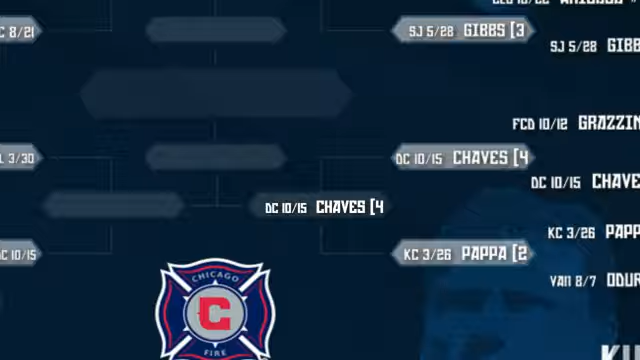 C 8/21
SJ 5/28 GIBBS [3
SJ 5/28 GIBB
FCD 10/12 GRAZZIN
3/30
DC 10/15 CHAVES [4
DC 10/15 CHAVE
DC 10/15 CHAVES [4
KC 3/26 PAPP
C 10/15
KC 3/26 PAPPA [2
VAN 8/7 ODUR
CHICAGO
C
FIRE